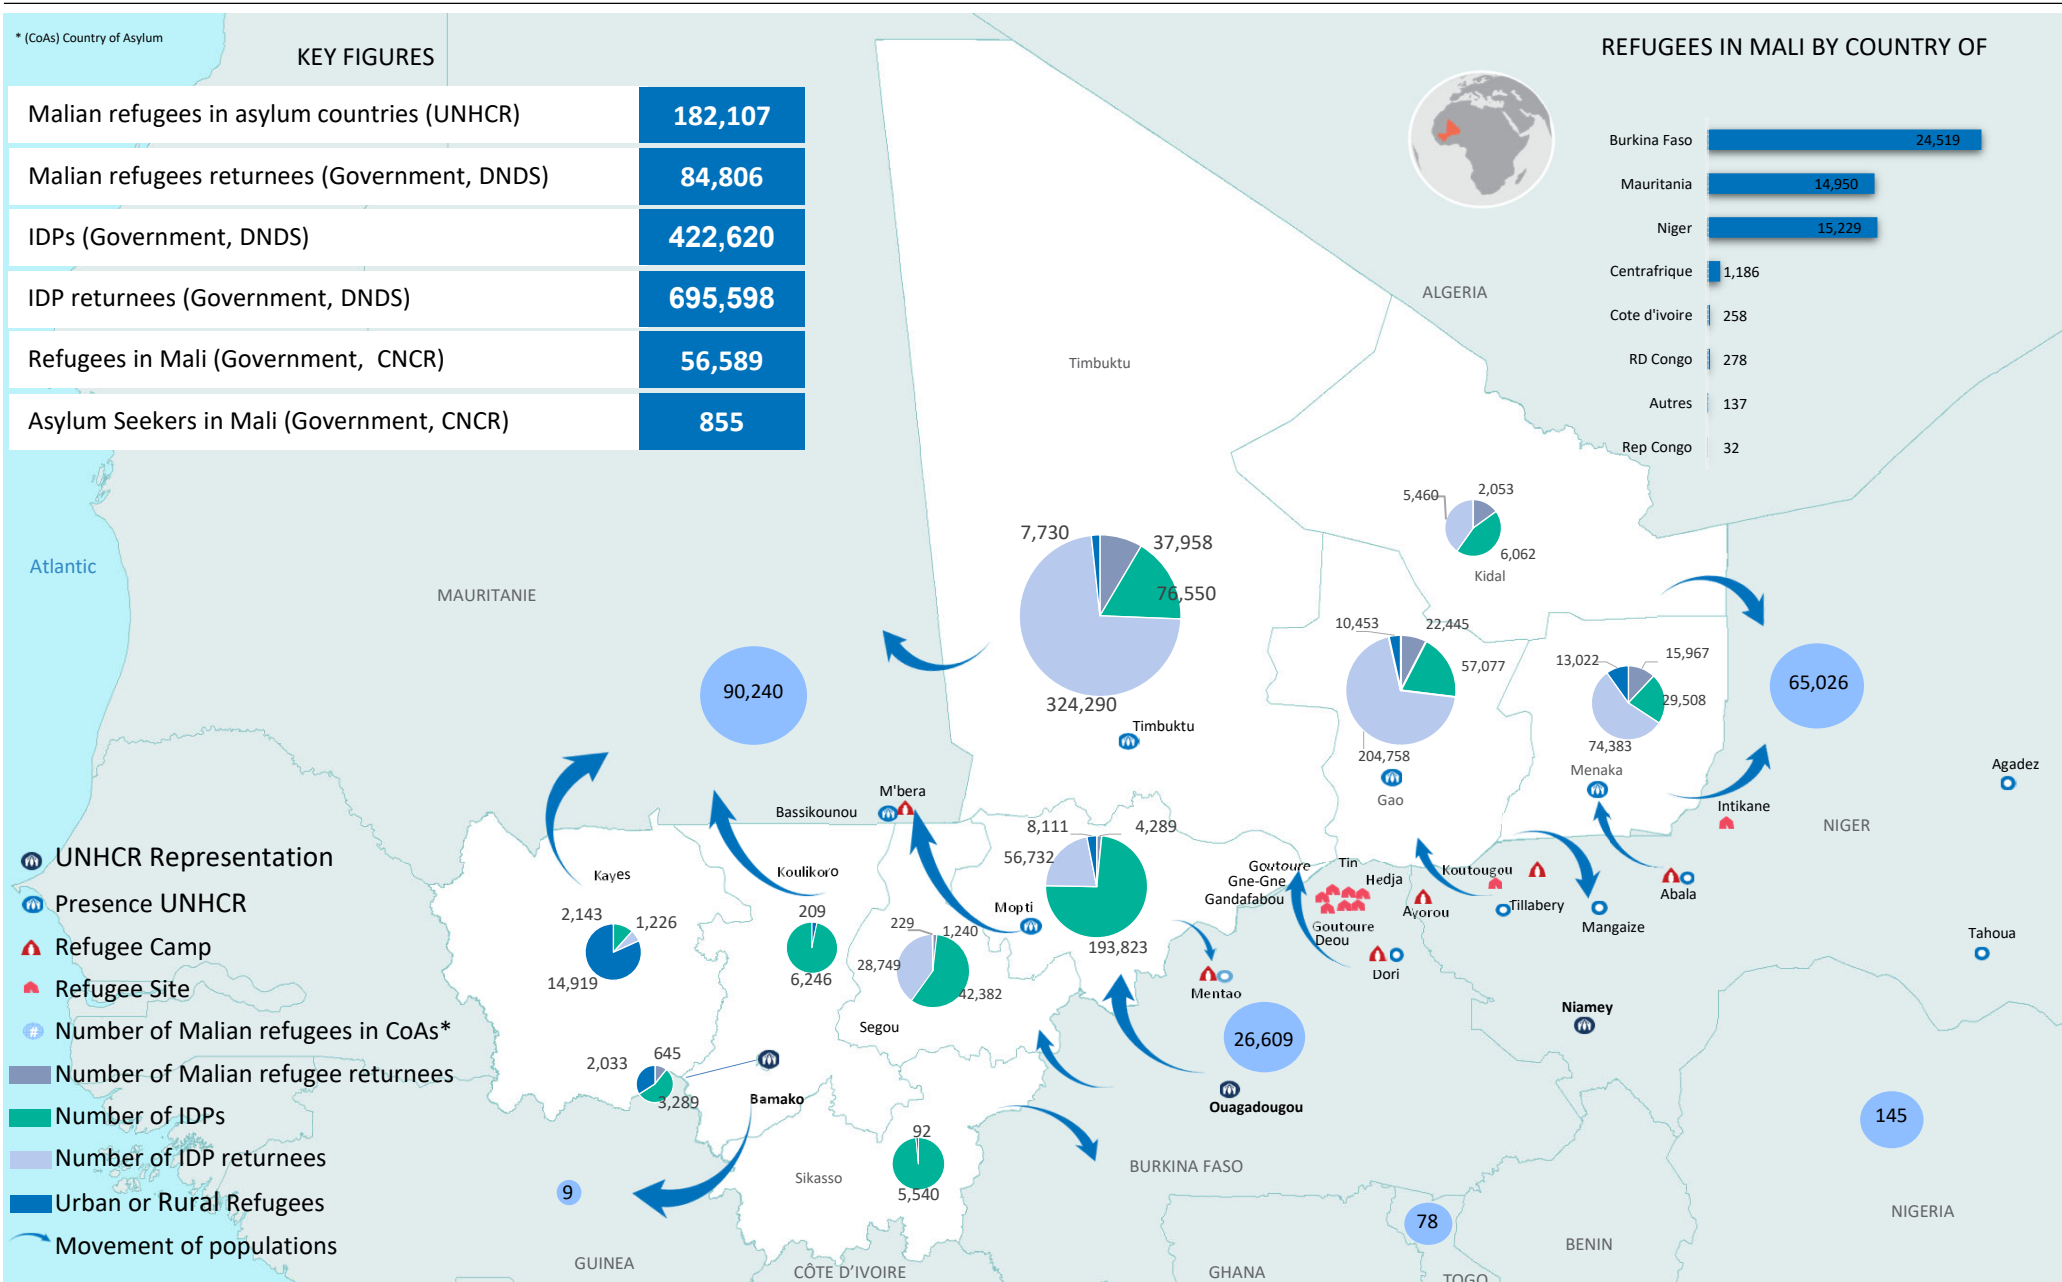 * (CoAs) Country of Asylum
KEY FIGURES
Malian refugees in asylum countries (UNHCR) 182,107
Malian refugees returnees (Government, DNDS) 84,806
IDPs (Government, DNDS) 422,620
IDP returnees (Government, DNDS) 695,598
Refugees in Mali (Government, CNCR) 56,589
Asylum Seekers in Mali (Government, CNCR) 855
REFUGEES IN MALI BY COUNTRY OF
Burkina Faso 24,519
Mauritania 14,950
Niger 15,229
Centrafrique 1,186
Cote d'ivoire 258
RD Congo 278
Autres 137
Rep Congo 32
ALGERIA
Timbuktu
5,460
2,053
6,062
Kidal
Atlantic
MAURITANIE
7,730
37,958
76,550
324,290
Timbuktu
10,453
22,445
57,077
204,758
Gao
13,022
15,967
29,508
74,383
Menaka
65,026
90,240
Agadez
Intikane
NIGER
M'bera
Bassikounou
8,111
4,289
56,732
Mopti
193,823
Goutoure
Gne-Gne
Gandafabou
Tin
Hedja
Goutoure
Deou
Koutougou
Ayorou
Tillabery
Mangaize
Abala
Tahoua
Dori
Mentao
Niamey
26,609
Ouagadougou
Kayes
2,143
1,226
14,919
Koulikoro
209
6,246
229
1,240
28,749
42,382
Segou
2,033
645
3,289
Bamako
92
Sikasso
5,540
BURKINA FASO
145
NIGERIA
9
78
BENIN
GUINEA
CÔTE D’IVOIRE
GHANA
TOGO
UNHCR Representation
Presence UNHCR
Refugee Camp
Refugee Site
# Number of Malian refugees in CoAs*
Number of Malian refugee returnees
Number of IDPs
Number of IDP returnees
Urban or Rural Refugees
Movement of populations